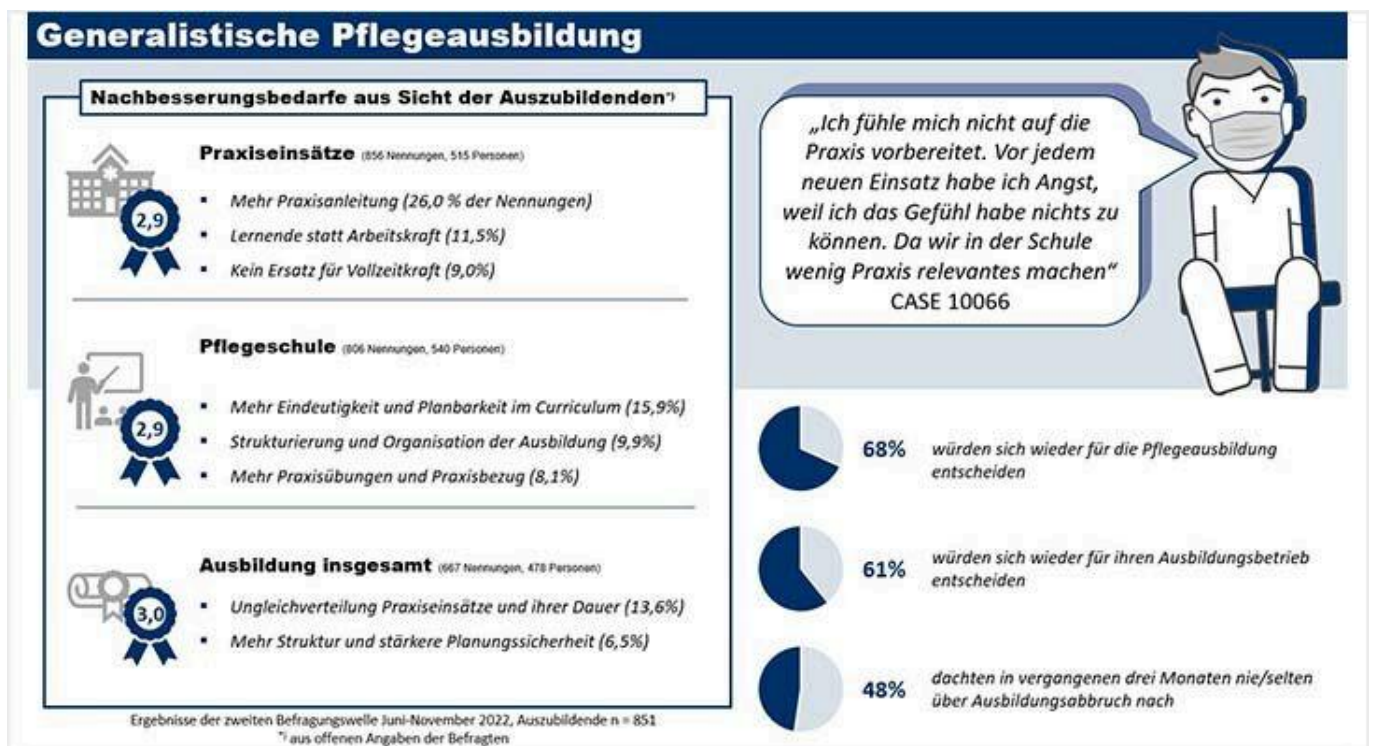 Generalistische Pflegeausbildung
Nachbesserungsbedarfe aus Sicht der Auszubildenden*)
Praxiseinsätze (856 Nennungen, 515 Personen)
2,9
▪ Mehr Praxisanleitung (26,0 % der Nennungen)
▪ Lernende statt Arbeitskraft (11,5%)
▪ Kein Ersatz für Vollzeitkraft (9,0%)
Pflegeschule (806 Nennungen, 540 Personen)
2,9
▪ Mehr Eindeutigkeit und Planbarkeit im Curriculum (15,9%)
▪ Strukturierung und Organisation der Ausbildung (9,9%)
▪ Mehr Praxisübungen und Praxisbezug (8,1%)
Ausbildung insgesamt (667 Nennungen, 478 Personen)
3,0
▪ Ungleichverteilung Praxiseinsätze und ihrer Dauer (13,6%)
▪ Mehr Struktur und stärkere Planungssicherheit (6,5%)
Ergebnisse der zweiten Befragungswelle Juni-November 2022, Auszubildende n = 851
*) aus offenen Angaben der Befragten
„Ich fühle mich nicht auf die
Praxis vorbereitet. Vor jedem
neuen Einsatz habe ich Angst,
weil ich das Gefühl habe nichts zu
können. Da wir in der Schule
wenig Praxis relevantes machen“
CASE 10066
68% würden sich wieder für die Pflegeausbildung
entscheiden
61% würden sich wieder für ihren Ausbildungsbetrieb
entscheiden
48% dachten in vergangenen drei Monaten nie/selten
über Ausbildungsabbruch nach